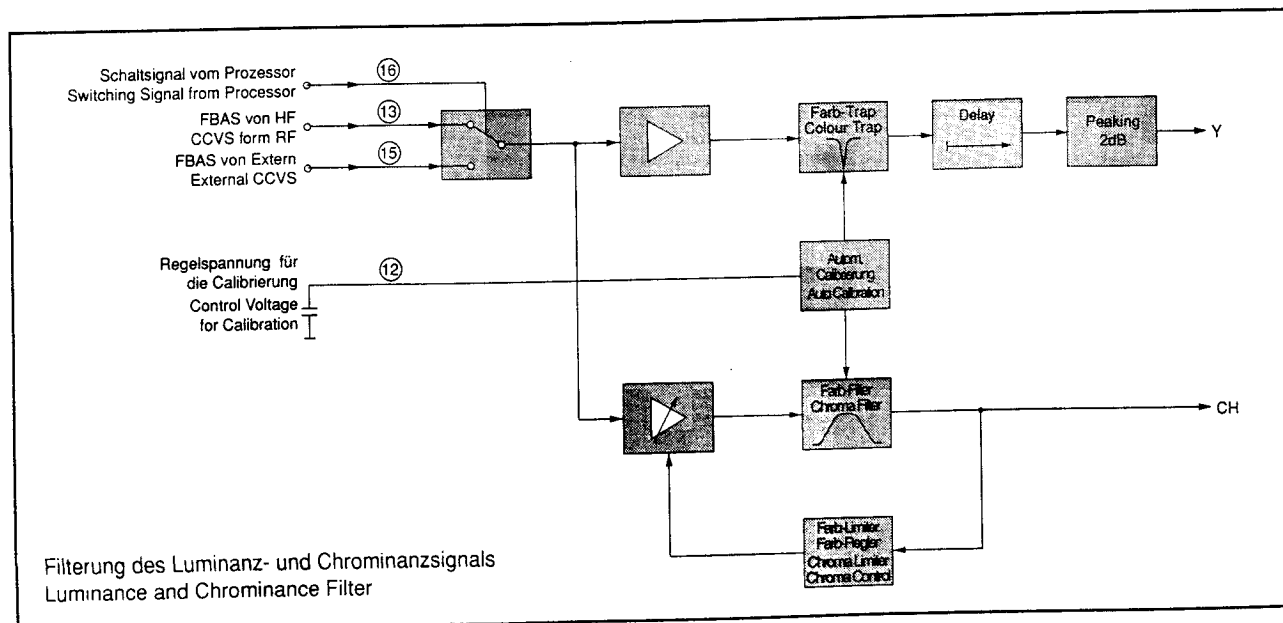 Schaltsignal vom Prozessor
Switching Signal from Processor
16
FBAS von HF
CCVS form RF
13
FBAS von Extern
External CCVS
15
Farb-Trap
Colour Trap
Delay
Peaking
2dB
Y
Regelspannung für
die Calibrierung
Control Voltage
for Calibration
12
Autom.
Calibrierung
Auto Calibration
Farb-Filter
Chroma Filter
CH
Farb-Limiter
Farb-Regler
Chroma Limiter
Chroma Control
Filterung des Luminanz- und Chrominanzsignals
Luminance and Chrominance Filter